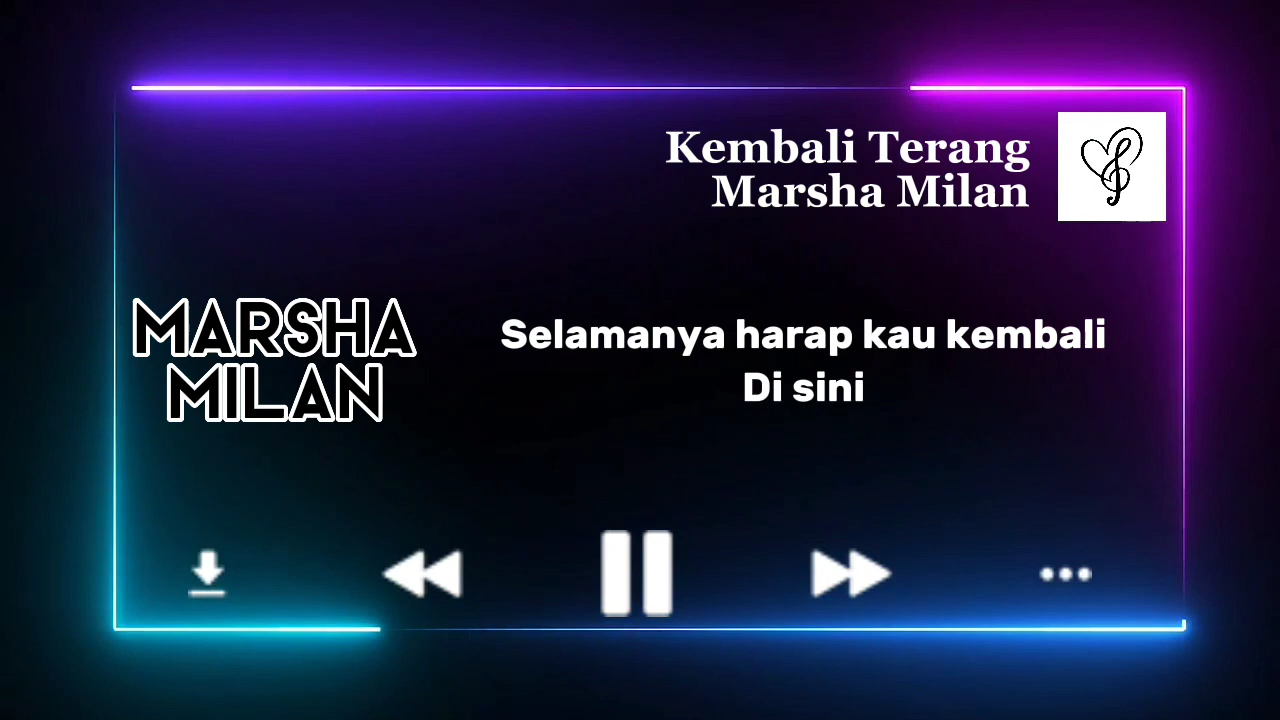 Kembali Terang
Marsha Milan
MARSHA
MILAN
Selamanya harap kau kembali
Di sini